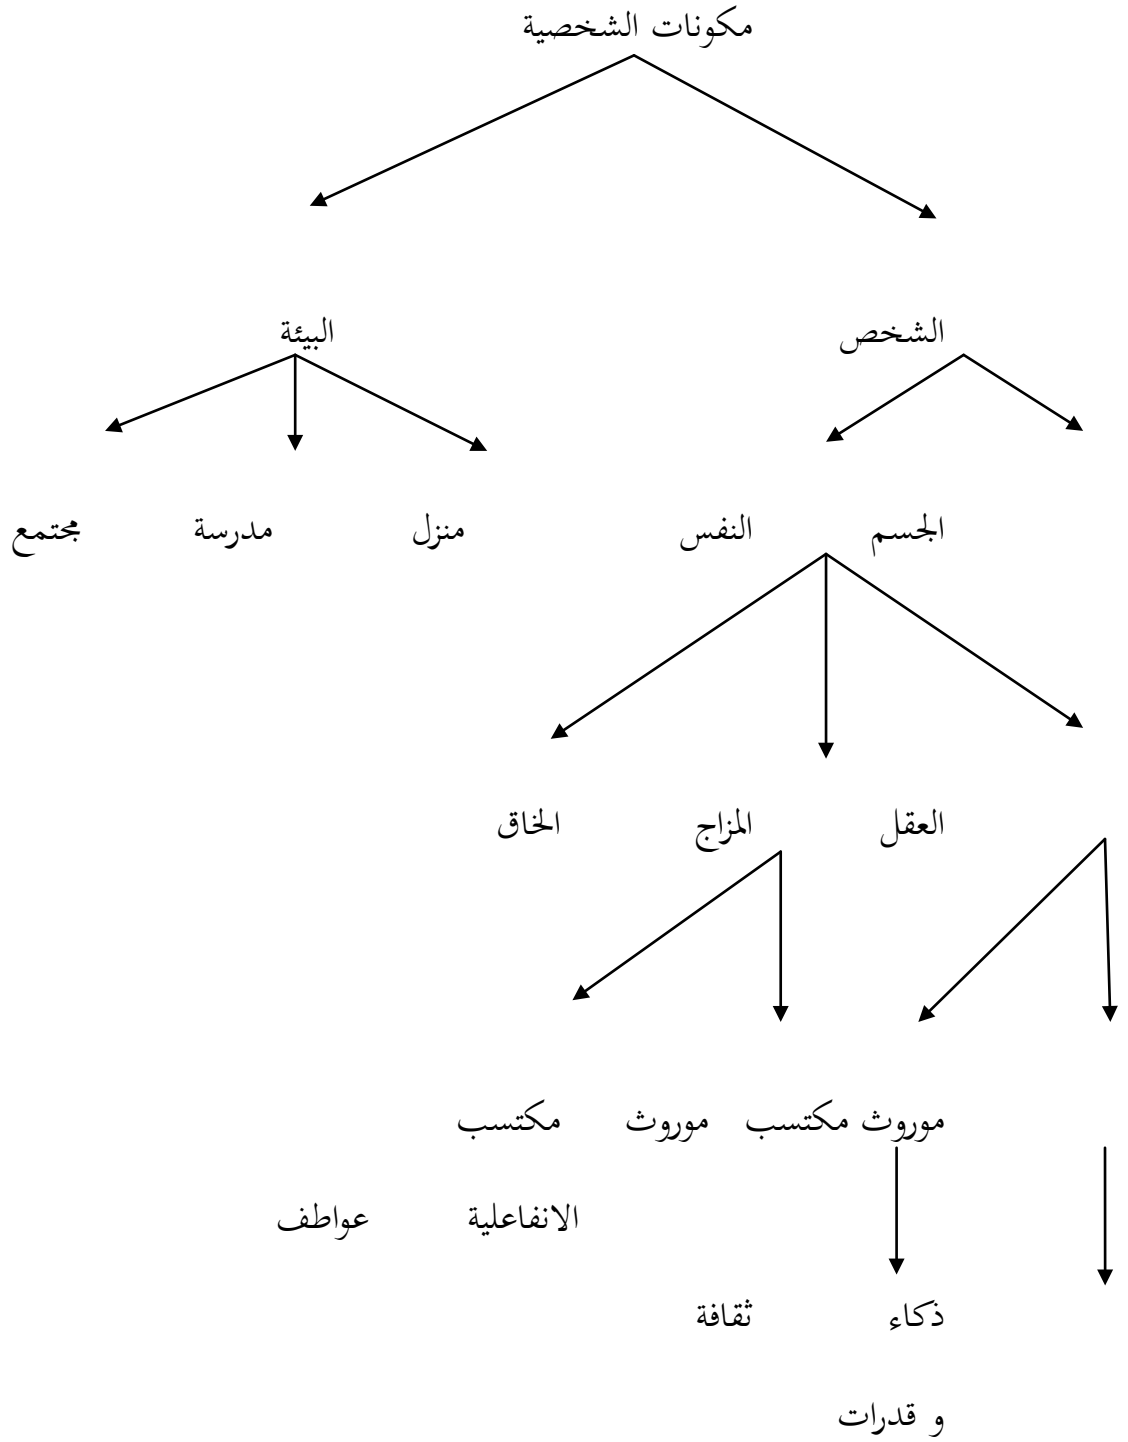 مكونات الشخصية
الشخص البيئة
الجسم النفس منزل مدرسة مجتمع
العقل المزاج الخاق
موروث مكتسب موروث مكتسب
الانفاعلية عواطف
ذكاء ثقافة
و قدرات